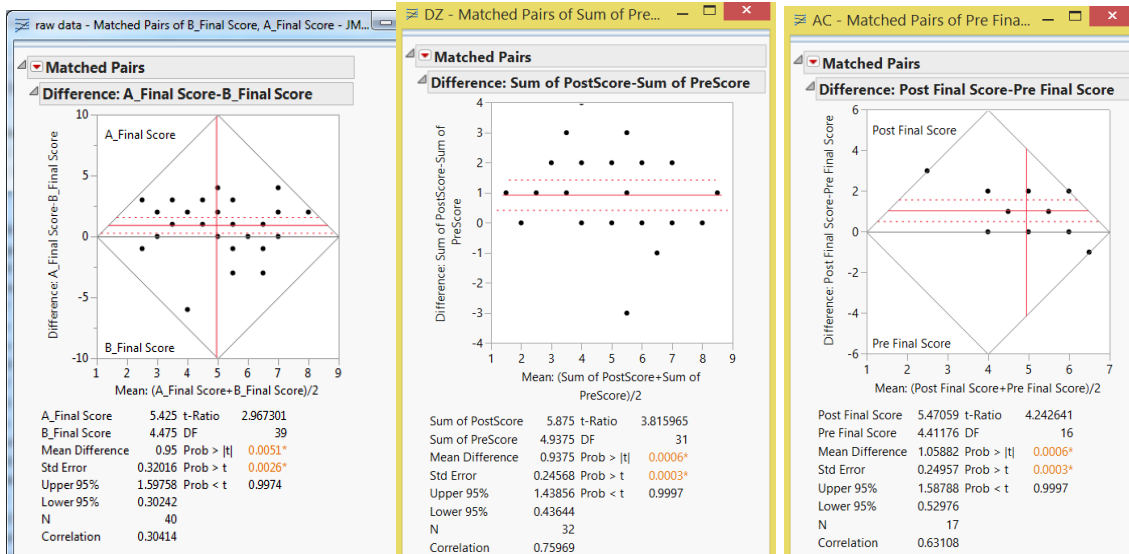 raw data - Matched Pairs of B_Final Score, A_Final Score - JM...
Matched Pairs
Difference: A_Final Score-B_Final Score
Difference: A_Final Score-B_Final Score
10
5
0
-5
-10
A_Final Score
B_Final Score
1 2 3 4 5 6 7 8 9
Mean: (A_Final Score+B_Final Score)/2
A_Final Score 5.425 t-Ratio 2.967301
B_Final Score 4.475 DF 39
Mean Difference 0.95 Prob > |t| 0.0051*
Std Error 0.32016 Prob > t 0.0026*
Upper 95% 1.59758 Prob < t 0.9974
Lower 95% 0.30242
N 40
Correlation 0.30414
DZ - Matched Pairs of Sum of Pre...
Matched Pairs
Difference: Sum of PostScore-Sum of PreScore
Difference: Sum of PostScore-Sum of
PreScore
4
3
2
1
0
-1
-2
-3
-4
1 2 3 4 5 6 7 8 9
Mean: (Sum of PostScore+Sum of
PreScore)/2
Sum of PostScore 5.875 t-Ratio 3.815965
Sum of PreScore 4.9375 DF 31
Mean Difference 0.9375 Prob > |t| 0.0006*
Std Error 0.24568 Prob > t 0.0003*
Upper 95% 1.43856 Prob < t 0.9997
Lower 95% 0.43644
N 32
Correlation 0.75969
AC - Matched Pairs of Pre Fina...
Matched Pairs
Difference: Post Final Score-Pre Final Score
Difference: Post Final Score-Pre Final Score
6
4
2
0
-2
-4
-6
Post Final Score
Pre Final Score
1 2 3 4 5 6 7
Mean: (Post Final Score+Pre Final Score)/2
Post Final Score 5.47059 t-Ratio 4.242641
Pre Final Score 4.41176 DF 16
Mean Difference 1.05882 Prob > |t| 0.0006*
Std Error 0.24957 Prob > t 0.0003*
Upper 95% 1.58788 Prob < t 0.9997
Lower 95% 0.52976
N 17
Correlation 0.63108